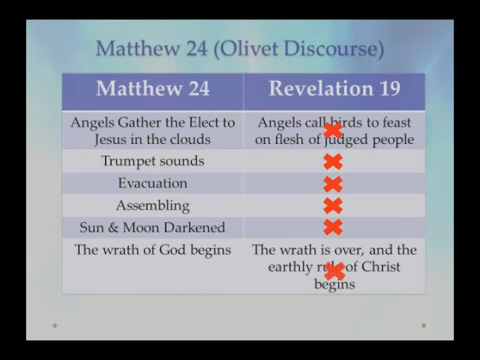 Matthew 24 (Olivet Discourse)
Matthew 24
Revelation 19
Angels Gather the Elect to
Jesus in the clouds
Angels call birds to feast
on flesh of judged people
Trumpet sounds
Evacuation
Assembling
Sun & Moon Darkened
The wrath of God begins
The wrath is over, and the
earthly rule of Christ
begins